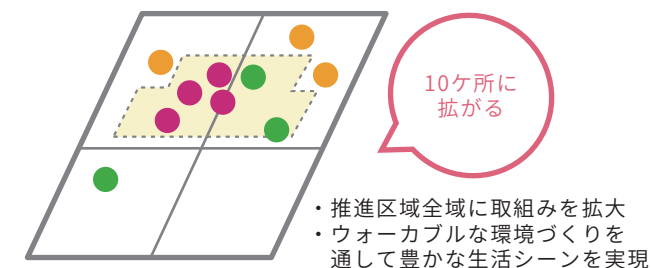 10ケ所に
拡がる
・推進区域全域に取組みを拡大
・ウォーカブルな環境づくりを
通して豊かな生活シーンを実現